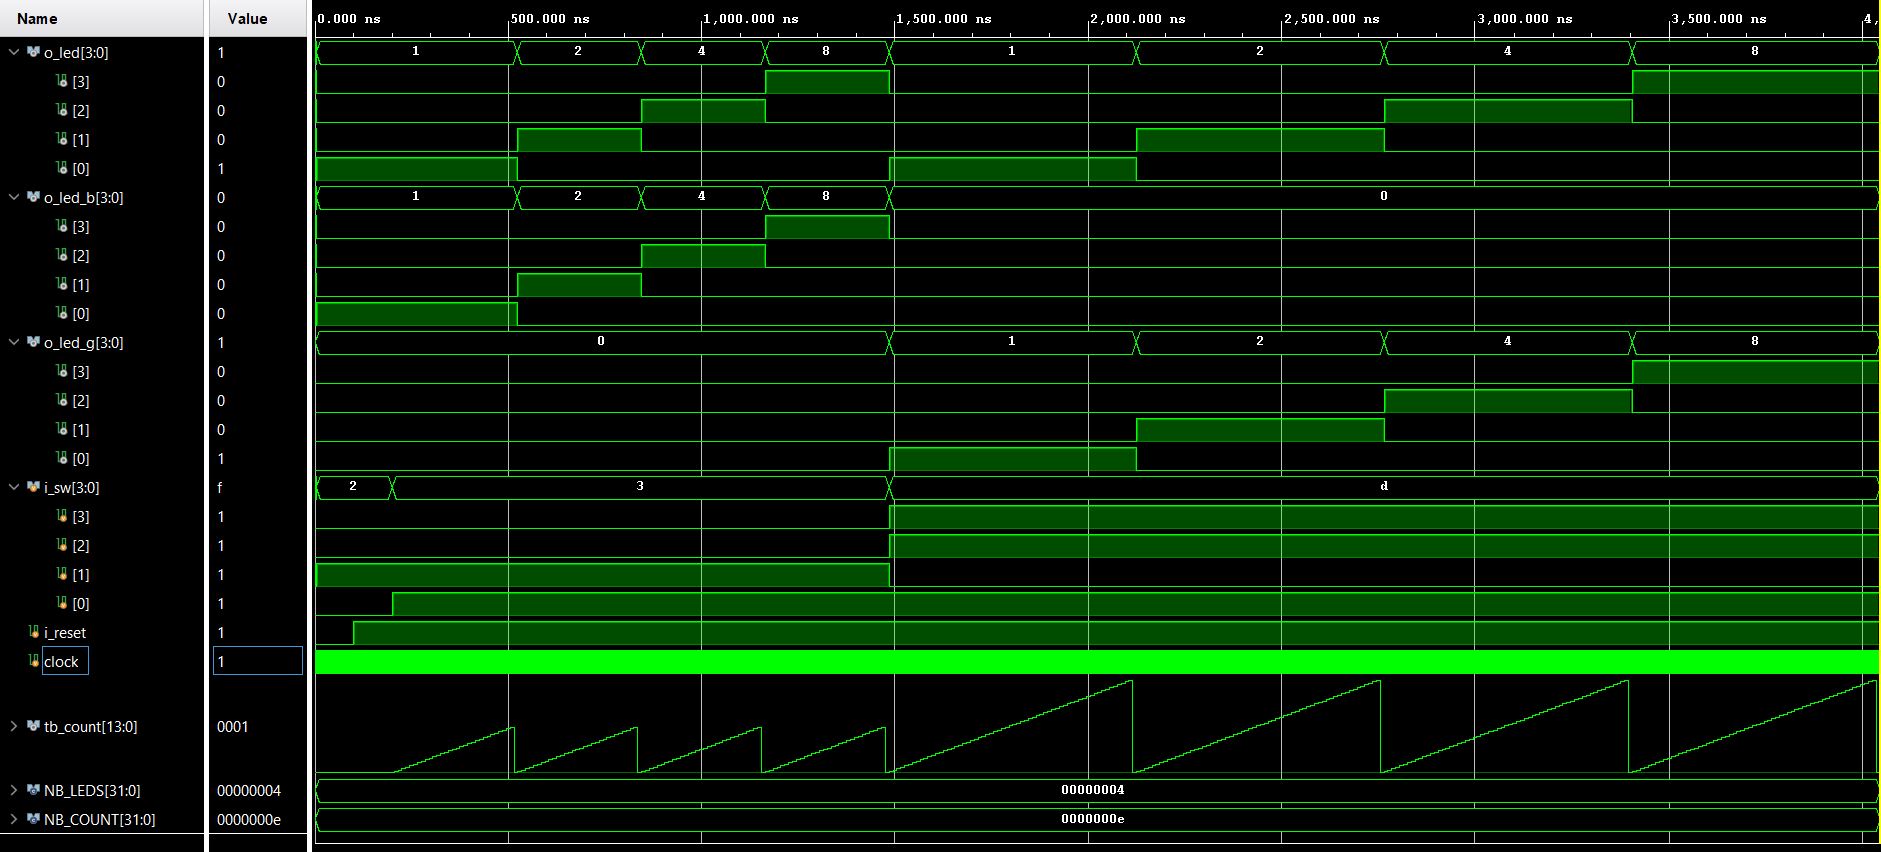 Name Value 0.000 ns 500.000 ns 1,000.000 ns 1,500.000 ns 2,000.000 ns 2,500.000 ns 3,000.000 ns 3,500.000 ns 4,
o_led[3:0] 1 1 2 4 8 1 2 4 8
[3] 0
[2] 0
[1] 0
[0] 1
o_led_b[3:0] 0 1 2 4 8 0
[3] 0
[2] 0
[1] 0
[0] 0
o_led_g[3:0] 1 0 1 2 4 8
[3] 0
[2] 0
[1] 0
[0] 1
i_sw[3:0] f 2 3 d
[3] 1
[2] 1
[1] 1
[0] 1
i_reset 1
clock 1
tb_count[13:0] 0001
NB_LEDS[31:0] 00000004 00000004
NB_COUNT[31:0] 0000000e 0000000e